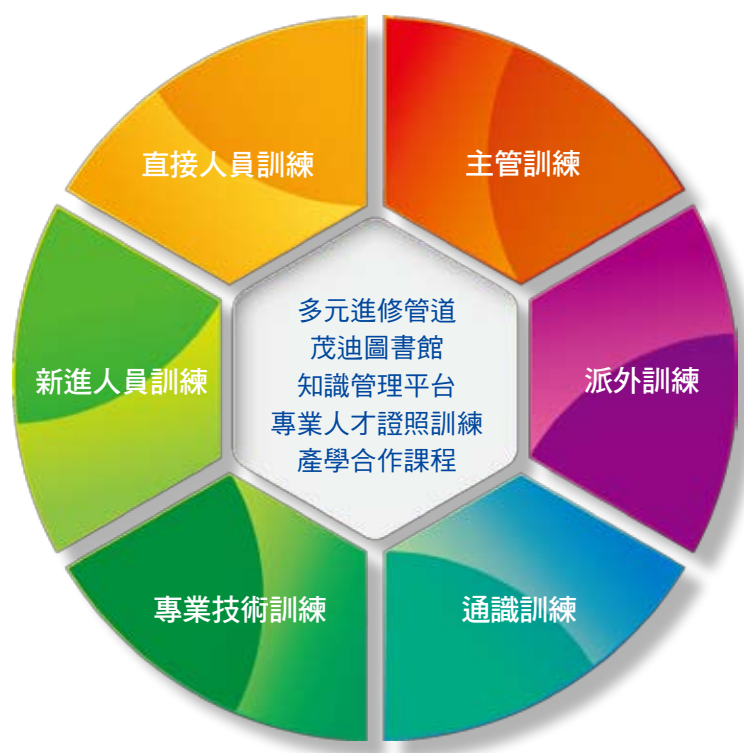 直接人員訓練
主管訓練
多元進修管道
茂迪圖書館
知識管理平台
專業人才證照訓練
產學合作課程
新進人員訓練
派外訓練
專業技術訓練
通識訓練